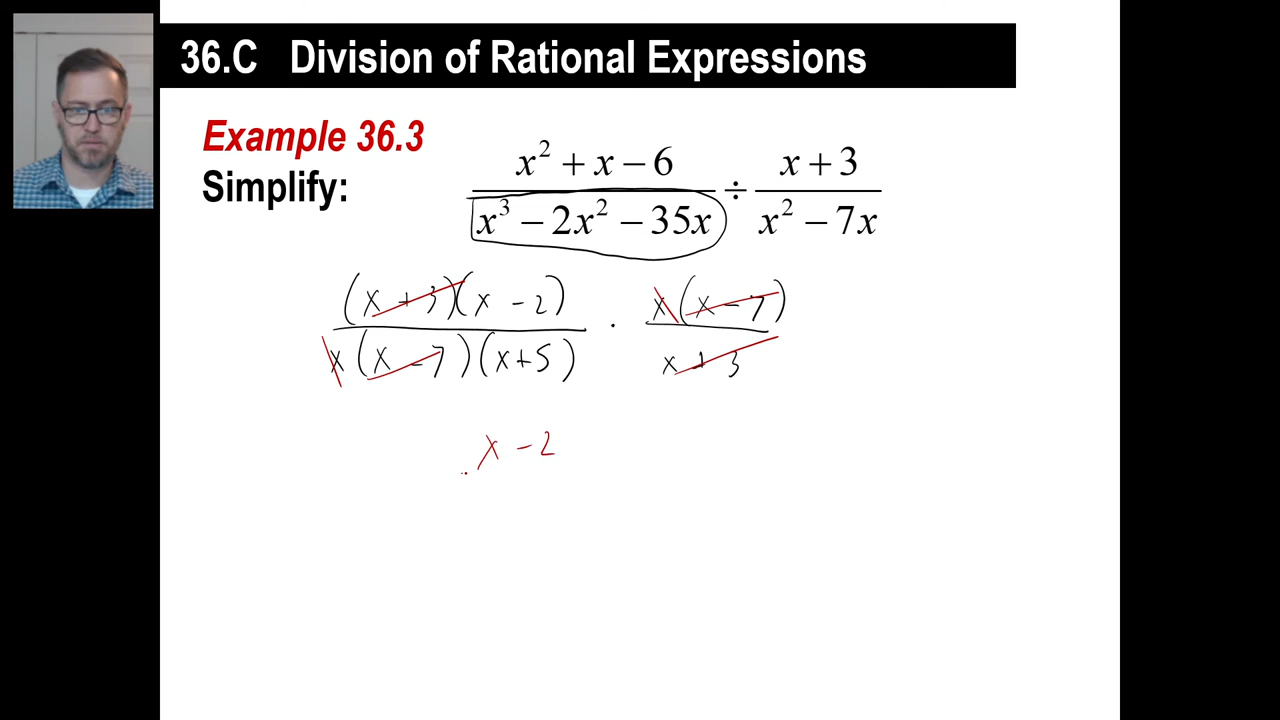 36.C Division of Rational Expressions
Example 36.3
Simplify:
x² + x − 6 / x³ − 2x² − 35x ÷ x + 3 / x² − 7x
(x + 3)(x − 2) / x(x − 7)(x + 5) · x(x − 7) / x + 3
x − 2